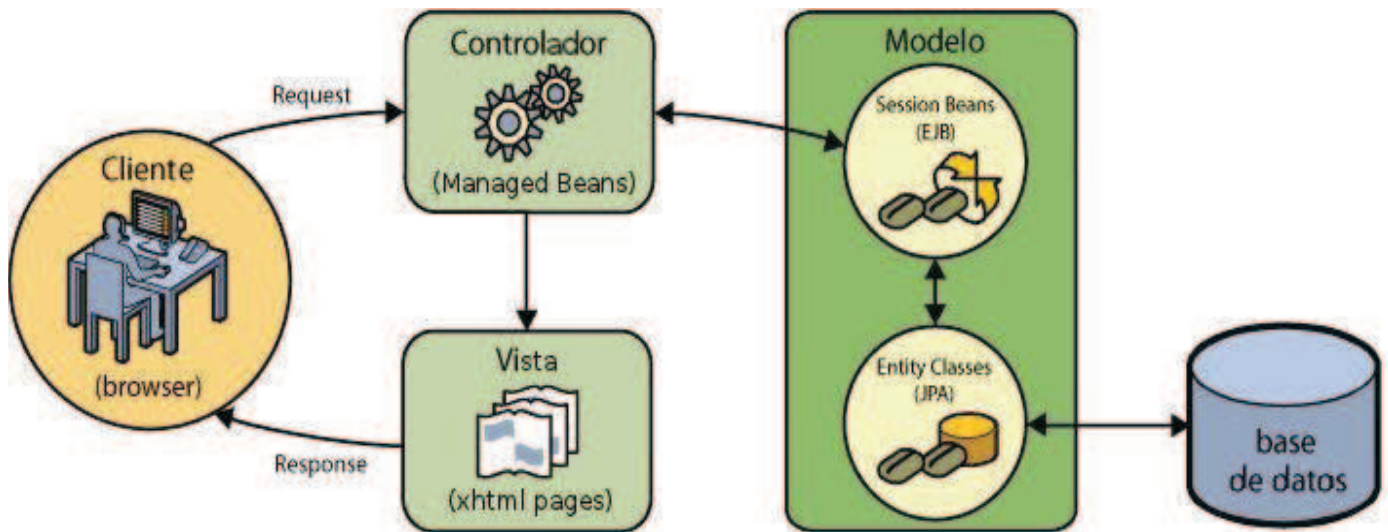 Cliente
(browser)
Request
Controlador
(Managed Beans)
Vista
(xhtml pages)
Response
Modelo
Session Beans
(EJB)
Entity Classes
(JPA)
base
de datos